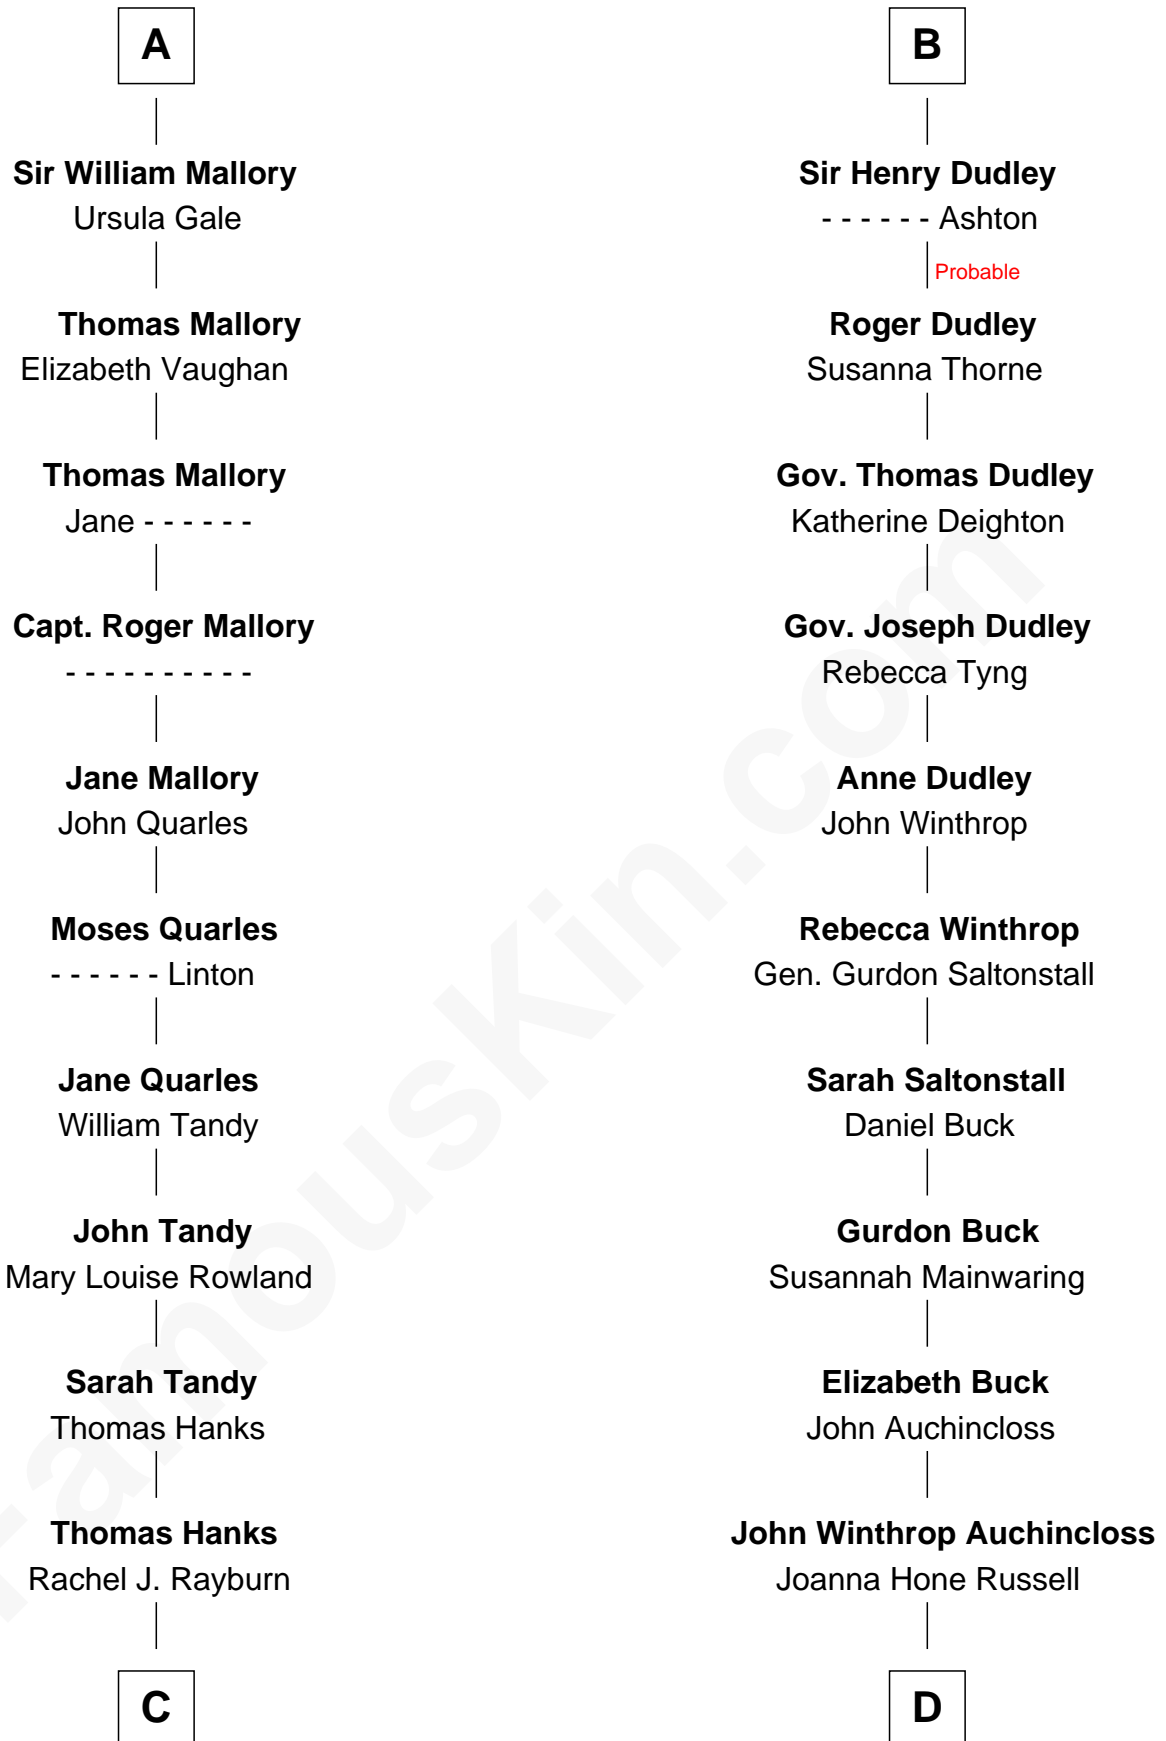 A
Sir William Mallory
Ursula Gale
Thomas Mallory
Elizabeth Vaughan
Thomas Mallory
Jane - - - - - -
Capt. Roger Mallory
- - - - - - - - - -
Jane Mallory
John Quarles
Moses Quarles
- - - - - - Linton
Jane Quarles
William Tandy
John Tandy
Mary Louise Rowland
Sarah Tandy
Thomas Hanks
Thomas Hanks
Rachel J. Rayburn
C
B
Sir Henry Dudley
- - - - - - Ashton
Probable
Roger Dudley
Susanna Thorne
Gov. Thomas Dudley
Katherine Deighton
Gov. Joseph Dudley
Rebecca Tyng
Anne Dudley
John Winthrop
Rebecca Winthrop
Gen. Gurdon Saltonstall
Sarah Saltonstall
Daniel Buck
Gurdon Buck
Susannah Mainwaring
Elizabeth Buck
John Auchincloss
John Winthrop Auchincloss
Joanna Hone Russell
D
FamousKin.com